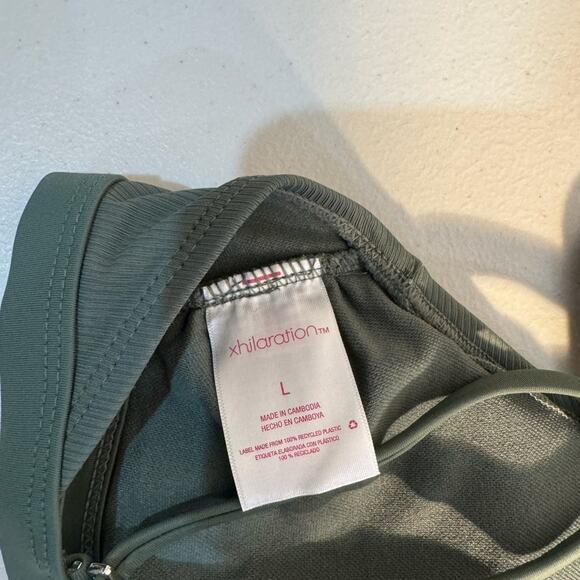 xhilaration™
L
MADE IN CAMBODIA
HECHO EN CAMBOYA
LABEL MADE FROM 100% RECYCLED PLASTIC
ETIQUETA ELABORADA CON PLÁSTICO
100 % RECICLADO